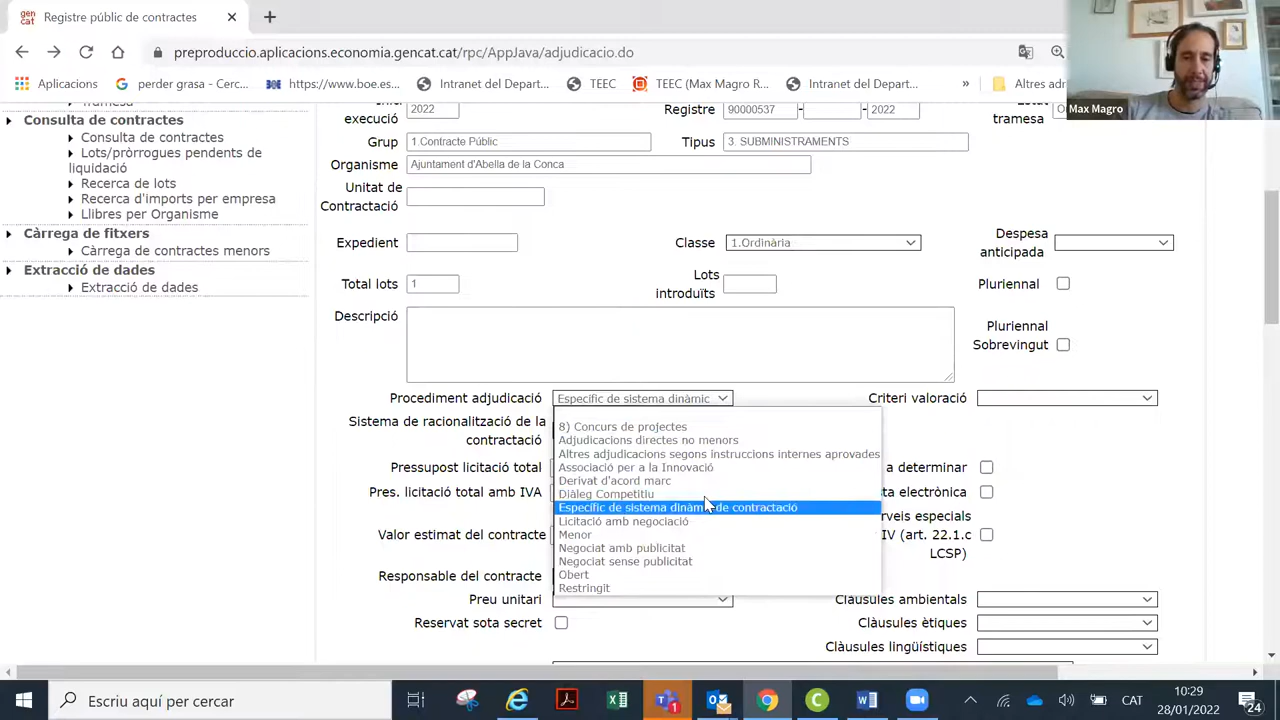 gen
cat
Registre públic de contractes
preproduccio.aplicacions.economia.gencat.cat/rpc/AppJava/adjudicacio.do
Aplicacions
perder grasa - Cerc...
https://www.boe.es...
Intranet del Depart...
TEEC
TEEC (Max Magro R...
Intranet del Depart...
»
Altres adr
Max Magro
Tramesa
Consulta de contractes
Consulta de contractes
Lots/pròrrogues pendents de
liquidació
Recerca de lots
Recerca d'imports per empresa
Llibres per Organisme
Càrrega de fitxers
Càrrega de contractes menors
Extracció de dades
Extracció de dades
execució
2022
Registre
90000537
-
-
2022
Estat
tramesa
Grup
1.Contracte Públic
Tipus
3. SUBMINISTRAMENTS
Organisme
Ajuntament d'Abella de la Conca
Unitat de
Contractació
Expedient
Classe
1.Ordinària
Despesa
anticipada
Total lots
1
Lots
introduïts
Pluriennal
Descripció
Pluriennal
Sobrevingut
Procediment adjudicació
Específic de sistema dinàmic
Criteri valoració
8) Concurs de projectes
Adjudicacions directes no menors
Altres adjudicacions segons instruccions internes aprovades
Associació per a la Innovació
Derivat d'acord marc
Diàleg Competitiu
Específic de sistema dinàmic de contractació
Licitació amb negociació
Menor
Negociat amb publicitat
Negociat sense publicitat
Obert
Restringit
Sistema de racionalització de la
contractació
Pressupost licitació total
a determinar
Pres. licitació total amb IVA
sta electrònica
Valor estimat del contracte
erveis especials
IV (art. 22.1.c
LCSP)
Responsable del contracte
Preu unitari
Clàusules ambientals
Reservat sota secret
Clàusules ètiques
Clàusules lingüístiques
Escriu aquí per cercar
1
CAT
10:29
28/01/2022
24